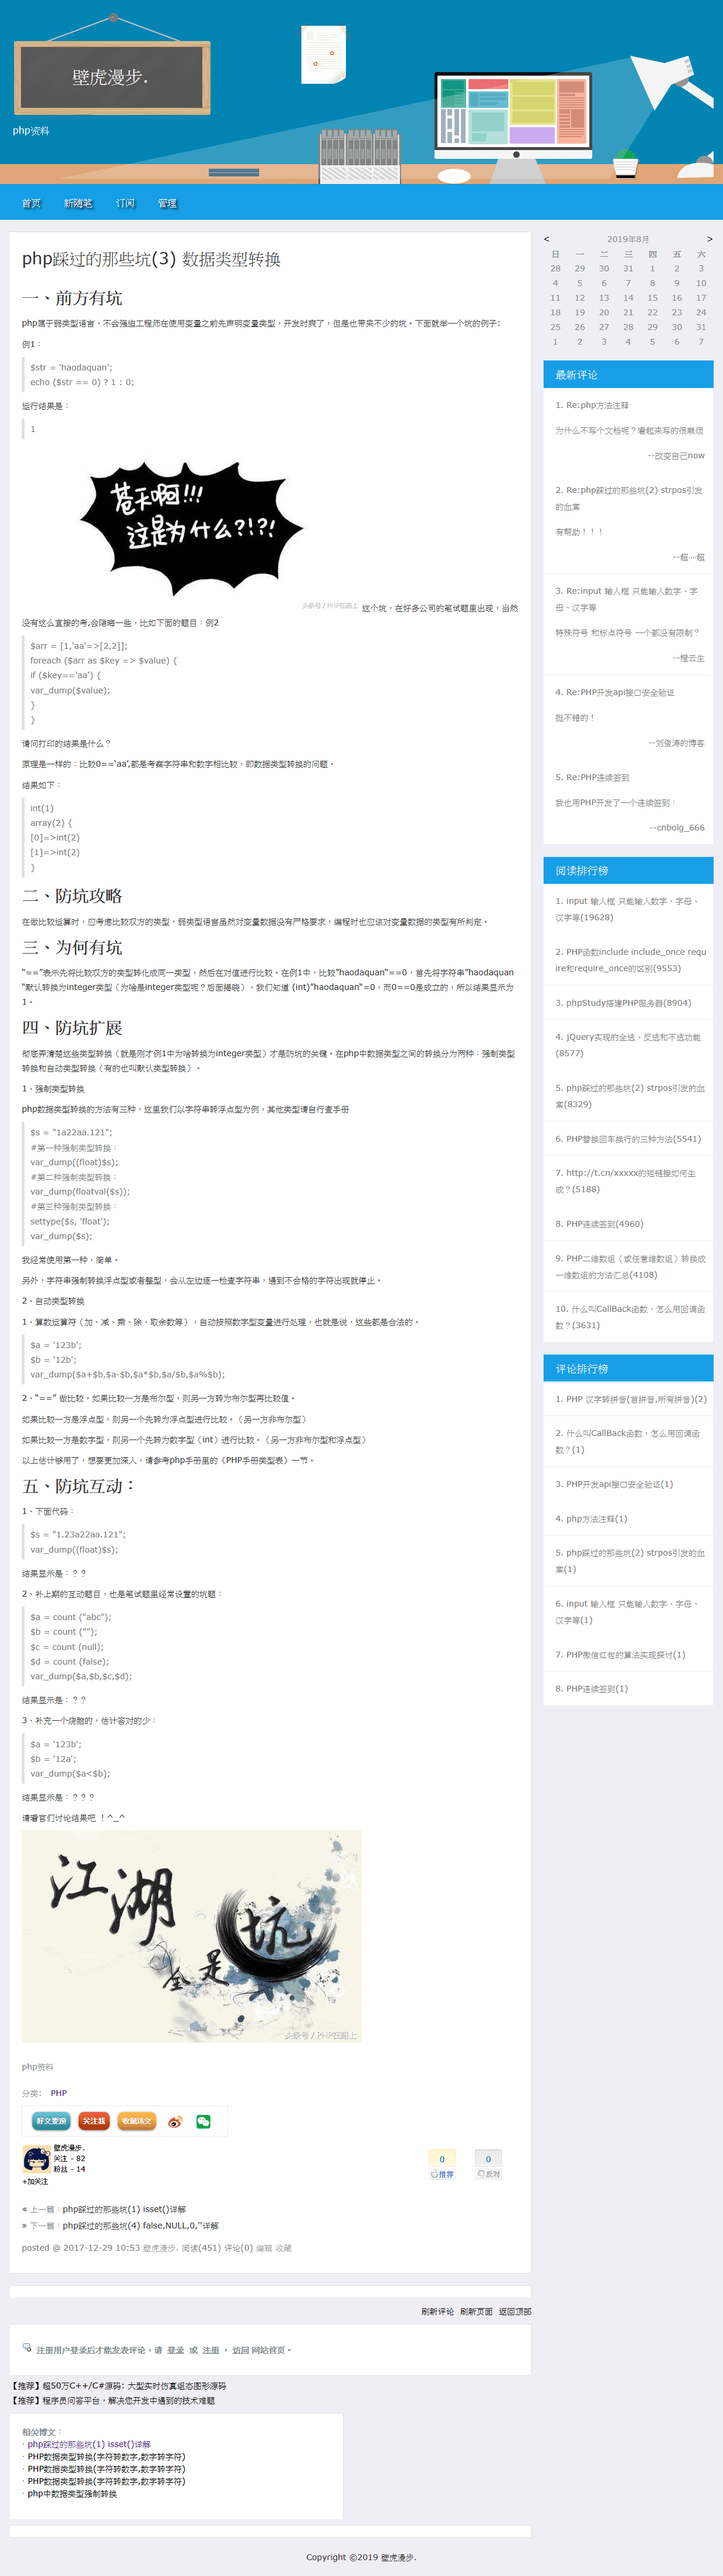 壁虎漫步.
php资料
首页 新随笔 订阅 管理
php踩过的那些坑(3) 数据类型转换
一、前方有坑
php属于弱类型语言，不会强迫工程师在使用变量之前先声明变量类型，开发时爽了，但是也带来不少的坑。下面就举一个坑的例子：
例1：
$str = 'haodaquan';
echo ($str == 0) ? 1 : 0;
运行结果是：
1
苍天啊!!!
这是为什么?!?!
头条号 / PHP在路上 这个坑，在好多公司的笔试题里出现，当然
没有这么直接的考,会隐晦一些，比如下面的题目：例2
$arr = [1,'aa'=>[2,2]];
foreach ($arr as $key => $value) {
if ($key=='aa') {
var_dump($value);
}
}
请问打印的结果是什么？
原理是一样的：比较0=='aa',都是考察字符串和数字相比较，即数据类型转换的问题。
结果如下：
int(1)
array(2) {
[0]=>int(2)
[1]=>int(2)
}
二、防坑攻略
在做比较运算时，应考虑比较双方的类型，弱类型语言虽然对变量数据没有严格要求，编程时也应该对变量数据的类型有所判定。
三、为何有坑
"=="表示先将比较双方的类型转化成同一类型，然后在对值进行比较。在例1中，比较"haodaquan"==0，首先将字符串"haodaquan
"默认转换为integer类型（为啥是integer类型呢？后面揭晓），我们知道 (int)"haodaquan"=0，而0==0是成立的，所以结果显示为
1。
四、防坑扩展
彻底弄清楚这些类型转换（就是刚才例1中为啥转换为integer类型）才是防坑的关键。在php中数据类型之间的转换分为两种：强制类型
转换和自动类型转换（有的也叫默认类型转换）。
1、强制类型转换
php数据类型转换的方法有三种，这里我们以字符串转浮点型为例，其他类型请自行查手册
$s = "1a22aa.121";
#第一种强制类型转换：
var_dump((float)$s);
#第二种强制类型转换：
var_dump(floatval($s));
#第三种强制类型转换：
settype($s, 'float');
var_dump($s);
我经常使用第一种，简单。
另外，字符串强制转换浮点型或者整型，会从左边逐一检查字符串，遇到不合格的字符出现就停止。
2、自动类型转换
1、算数运算符（加、减、乘、除、取余数等），自动按照数字型变量进行处理，也就是说，这些都是合法的。
$a = '123b';
$b = '12b';
var_dump($a+$b,$a-$b,$a*$b,$a/$b,$a%$b);
2、"==" 做比较，如果比较一方是布尔型，则另一方转为布尔型再比较值。
如果比较一方是浮点型，则另一个先转为浮点型进行比较。（另一方非布尔型）
如果比较一方是数字型，则另一个先转为数字型（int）进行比较。（另一方非布尔型和浮点型）
以上估计够用了，想要更加深入，请参考php手册里的《PHP手册类型表》一节。
五、防坑互动：
1、下面代码：
$s = "1.23a22aa.121";
var_dump((float)$s);
结果显示是：？？
2、补上期的互动题目，也是笔试题里经常设置的坑题：
$a = count ("abc");
$b = count ("");
$c = count (null);
$d = count (false);
var_dump($a,$b,$c,$d);
结果显示是：？？
3、补充一个烧脑的，估计答对的少：
$a = '123b';
$b = '12a';
var_dump($a<$b);
结果显示是：？？？
请看官们讨论结果吧 ！^_^
江湖
全是坑
头条号 / PHP在路上
php资料
分类: PHP
好文要顶 关注我 收藏该文
壁虎漫步.
关注 - 82
粉丝 - 14
+加关注
0 推荐
0 反对
« 上一篇：php踩过的那些坑(1) isset()详解
» 下一篇：php踩过的那些坑(4) false,NULL,0,''详解
posted @ 2017-12-29 10:53 壁虎漫步. 阅读(451) 评论(0) 编辑 收藏
刷新评论 刷新页面 返回顶部
注册用户登录后才能发表评论，请 登录 或 注册 ， 访问 网站首页。
【推荐】超50万C++/C#源码: 大型实时仿真组态图形源码
【推荐】程序员问答平台，解决您开发中遇到的技术难题
相关博文：
· php踩过的那些坑(1) isset()详解
· PHP数据类型转换(字符转数字,数字转字符)
· PHP数据类型转换(字符转数字,数字转字符)
· PHP数据类型转换(字符转数字,数字转字符)
· php中数据类型强制转换
< 2019年8月 >
日 一 二 三 四 五 六
28 29 30 31 1 2 3
4 5 6 7 8 9 10
11 12 13 14 15 16 17
18 19 20 21 22 23 24
25 26 27 28 29 30 31
1 2 3 4 5 6 7
最新评论
1. Re:php方法注释
为什么不写个文档呢？看起来写的很麻烦
--改变自己now
2. Re:php踩过的那些坑(2) strpos引发
的血案
有帮助！！！
--超····超
3. Re:input 输入框 只能输入数字、字
母、汉字等
特殊符号 和标点符号 一个都没有限制？
--橙云生
4. Re:PHP开发api接口安全验证
挺不错的！
--刘俊涛的博客
5. Re:PHP连续签到
我也用PHP开发了一个连续签到：
--cnbolg_666
阅读排行榜
1. input 输入框 只能输入数字、字母、
汉字等(19628)
2. PHP函数include include_once requ
ire和require_once的区别(9553)
3. phpStudy搭建PHP服务器(8904)
4. jQuery实现的全选、反选和不选功能
(8577)
5. php踩过的那些坑(2) strpos引发的血
案(8329)
6. PHP替换回车换行的三种方法(5541)
7. http://t.cn/xxxxx的短链接如何生
成？(5188)
8. PHP连续签到(4960)
9. PHP二维数组（或任意维数组）转换成
一维数组的方法汇总(4108)
10. 什么叫CallBack函数，怎么用回调函
数？(3631)
评论排行榜
1. PHP 汉字转拼音(首拼音,所有拼音)(2)
2. 什么叫CallBack函数，怎么用回调函
数？(1)
3. PHP开发api接口安全验证(1)
4. php方法注释(1)
5. php踩过的那些坑(2) strpos引发的血
案(1)
6. input 输入框 只能输入数字、字母、
汉字等(1)
7. PHP微信红包的算法实现探讨(1)
8. PHP连续签到(1)
Copyright ©2019 壁虎漫步.